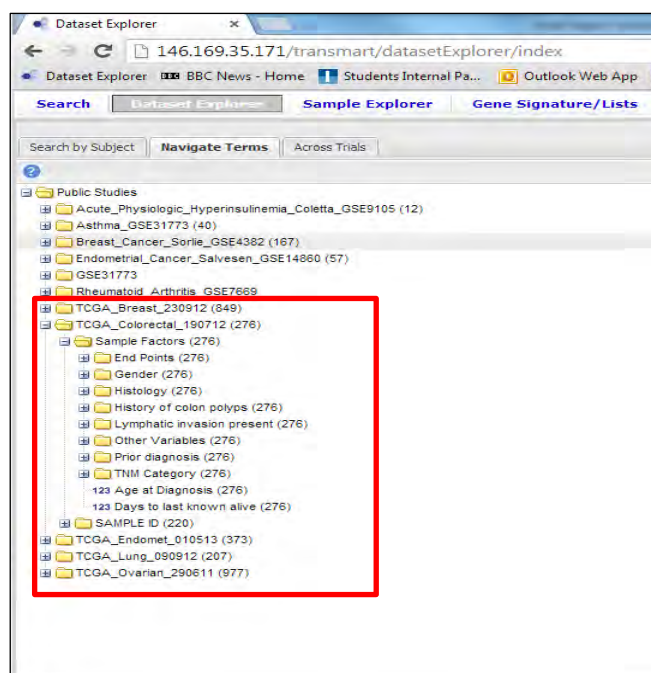 Dataset Explorer
146.169.35.171/transmart/datasetExplorer/index
Dataset Explorer BBC News - Home Students Internal Pa... Outlook Web App
Search Dataset Explorer Sample Explorer Gene Signature/Lists
Search by Subject Navigate Terms Across Trials
Public Studies
Acute_Physiologic_Hyperinsulinemia_Coletta_GSE9105 (12)
Asthma_GSE31773 (40)
Breast_Cancer_Sorlie_GSE4382 (167)
Endometrial_Cancer_Salvesen_GSE14860 (57)
GSE31773
Rheumatoid_Arthritis_GSE7669
TCGA_Breast_230912 (849)
TCGA_Colorectal_190712 (276)
Sample Factors (276)
End Points (276)
Gender (276)
Histology (276)
History of colon polyps (276)
Lymphatic invasion present (276)
Other Variables (276)
Prior diagnosis (276)
TNM Category (276)
123 Age at Diagnosis (276)
123 Days to last known alive (276)
SAMPLE ID (220)
TCGA_Endomet_010513 (373)
TCGA_Lung_090912 (207)
TCGA_Ovarian_290611 (977)